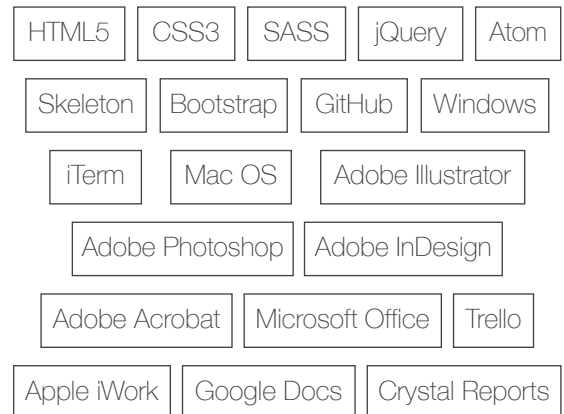 HTML5 CSS3 SASS jQuery Atom
Skeleton Bootstrap GitHub Windows
iTerm Mac OS Adobe Illustrator
Adobe Photoshop Adobe InDesign
Adobe Acrobat Microsoft Office Trello
Apple iWork Google Docs Crystal Reports